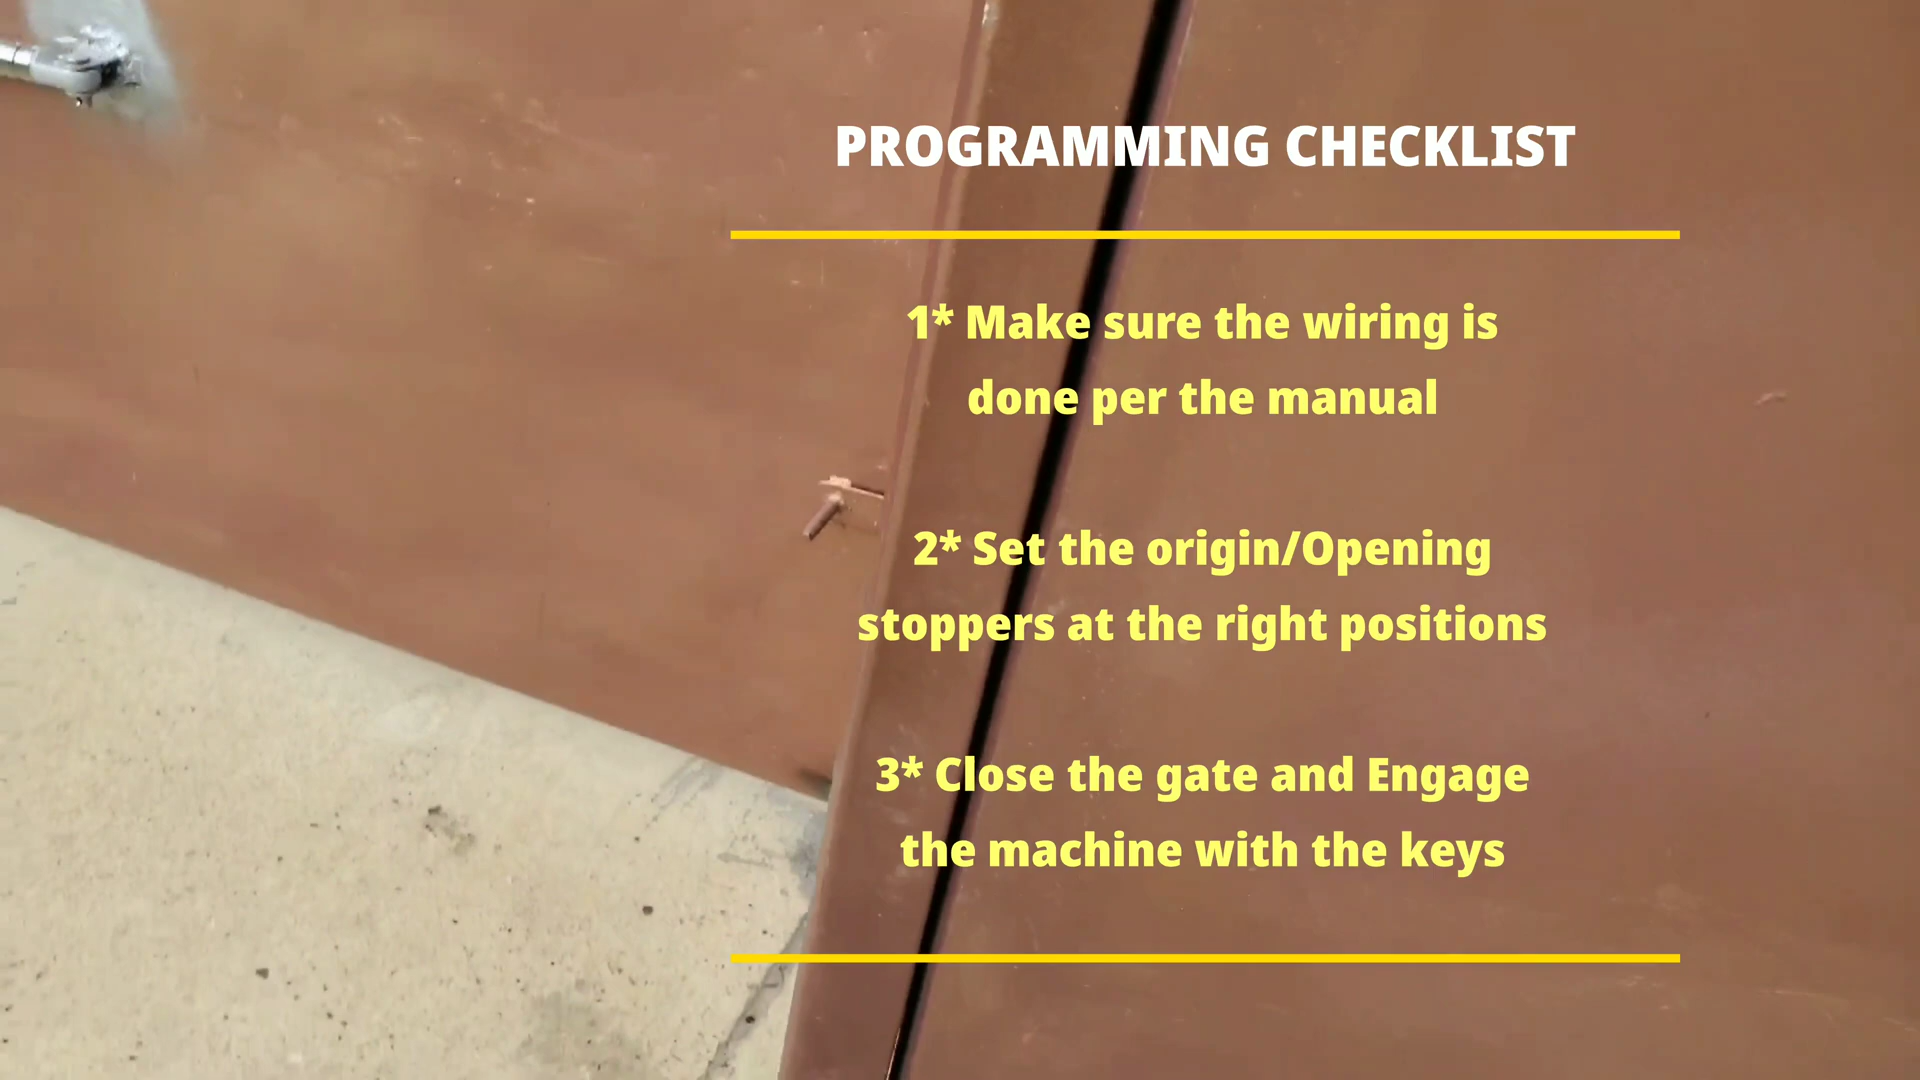 PROGRAMMING CHECKLIST
1* Make sure the wiring is
done per the manual
2* Set the origin/Opening
stoppers at the right positions
3* Close the gate and Engage
the machine with the keys